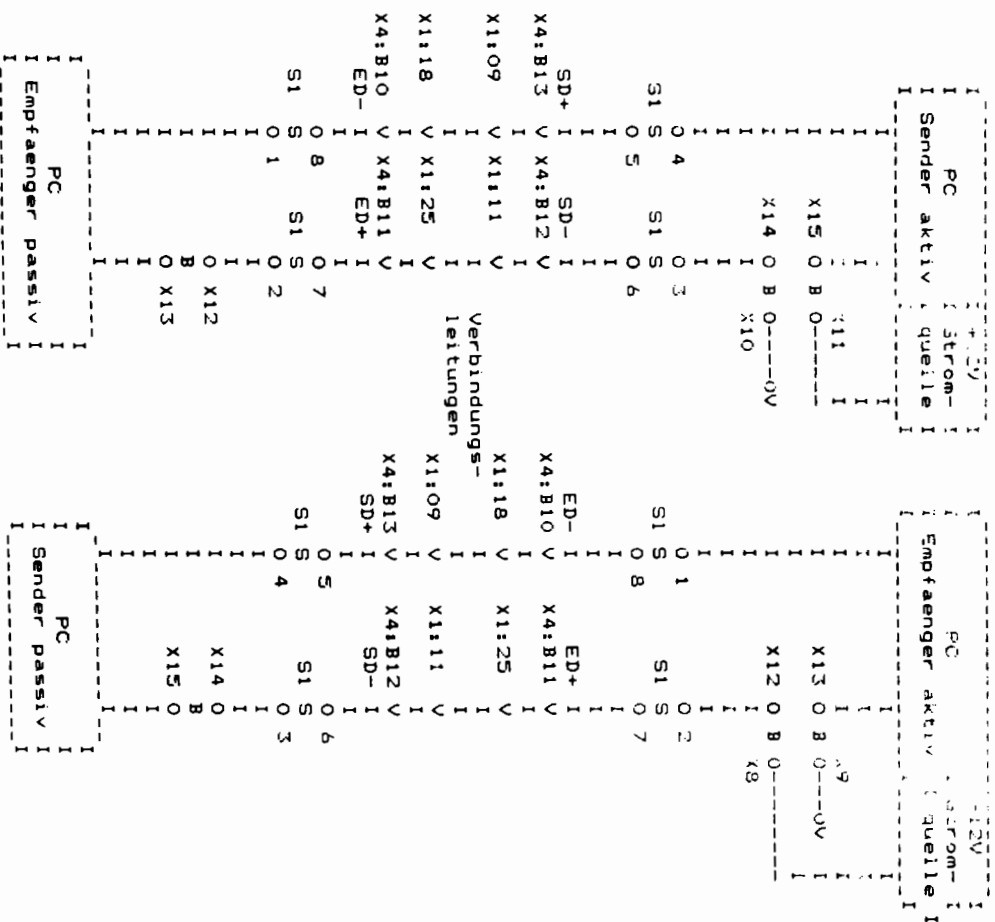 PC Strom- PC strom-
Sender aktiv quelle Empfaenger aktiv quelle
X11 X9
X15 O B O X13 O B O----OV
X14 O B O----OV X12 O B O
X10 X8
O 4 O 3 O 1 O 2
S1 S S1 S S1 S S1 S
O 5 O 6 O 8 O 7
SD+ SD- ED- ED+
X4:B13 V X4:B12 V X4:B10 V X4:B11 V
X1:09 V X1:11 V X1:18 V X1:25 V
Verbindungs-
leitungen
X1:18 V X1:25 V X1:09 V X1:11 V
X4:B10 V X4:B11 V X4:B13 V X4:B12 V
ED- ED+ SD+ SD-
O 8 O 7 O 5 O 6
S1 S S1 S S1 S S1 S
O 1 O 2 O 4 O 3
O X12 X14 O
B B
O X13 X15 O
PC PC
Empfaenger passiv Sender passiv